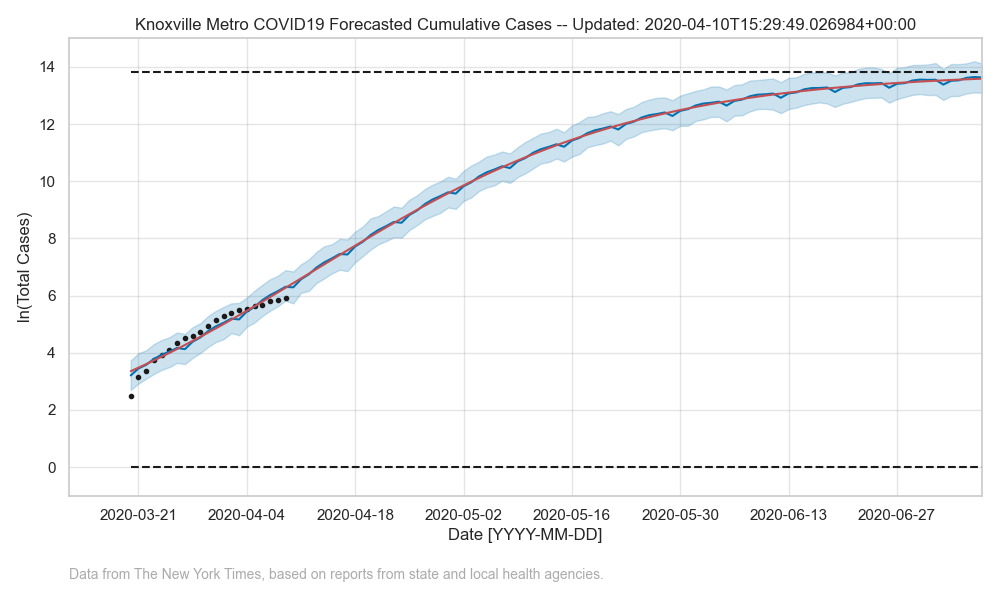 Knoxville Metro COVID19 Forecasted Cumulative Cases -- Updated: 2020-04-10T15:29:49.026984+00:00
14
12
10
8
6
4
2
0
ln(Total Cases)
2020-03-21 2020-04-04 2020-04-18 2020-05-02 2020-05-16 2020-05-30 2020-06-13 2020-06-27
Date [YYYY-MM-DD]
Data from The New York Times, based on reports from state and local health agencies.